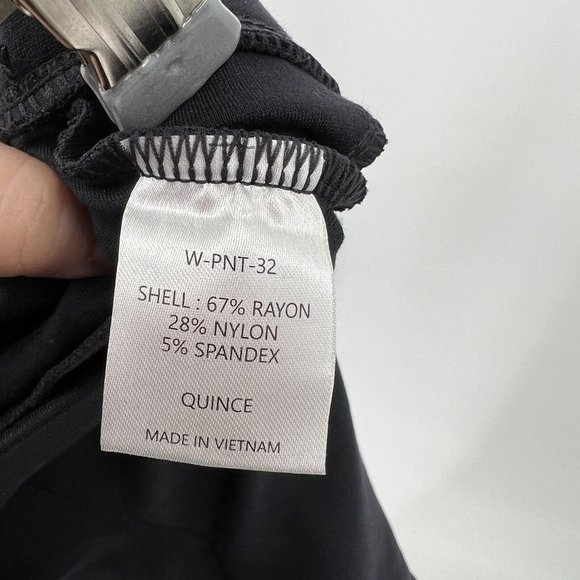 W-PNT-32
SHELL : 67% RAYON
28% NYLON
5% SPANDEX
QUINCE
MADE IN VIETNAM